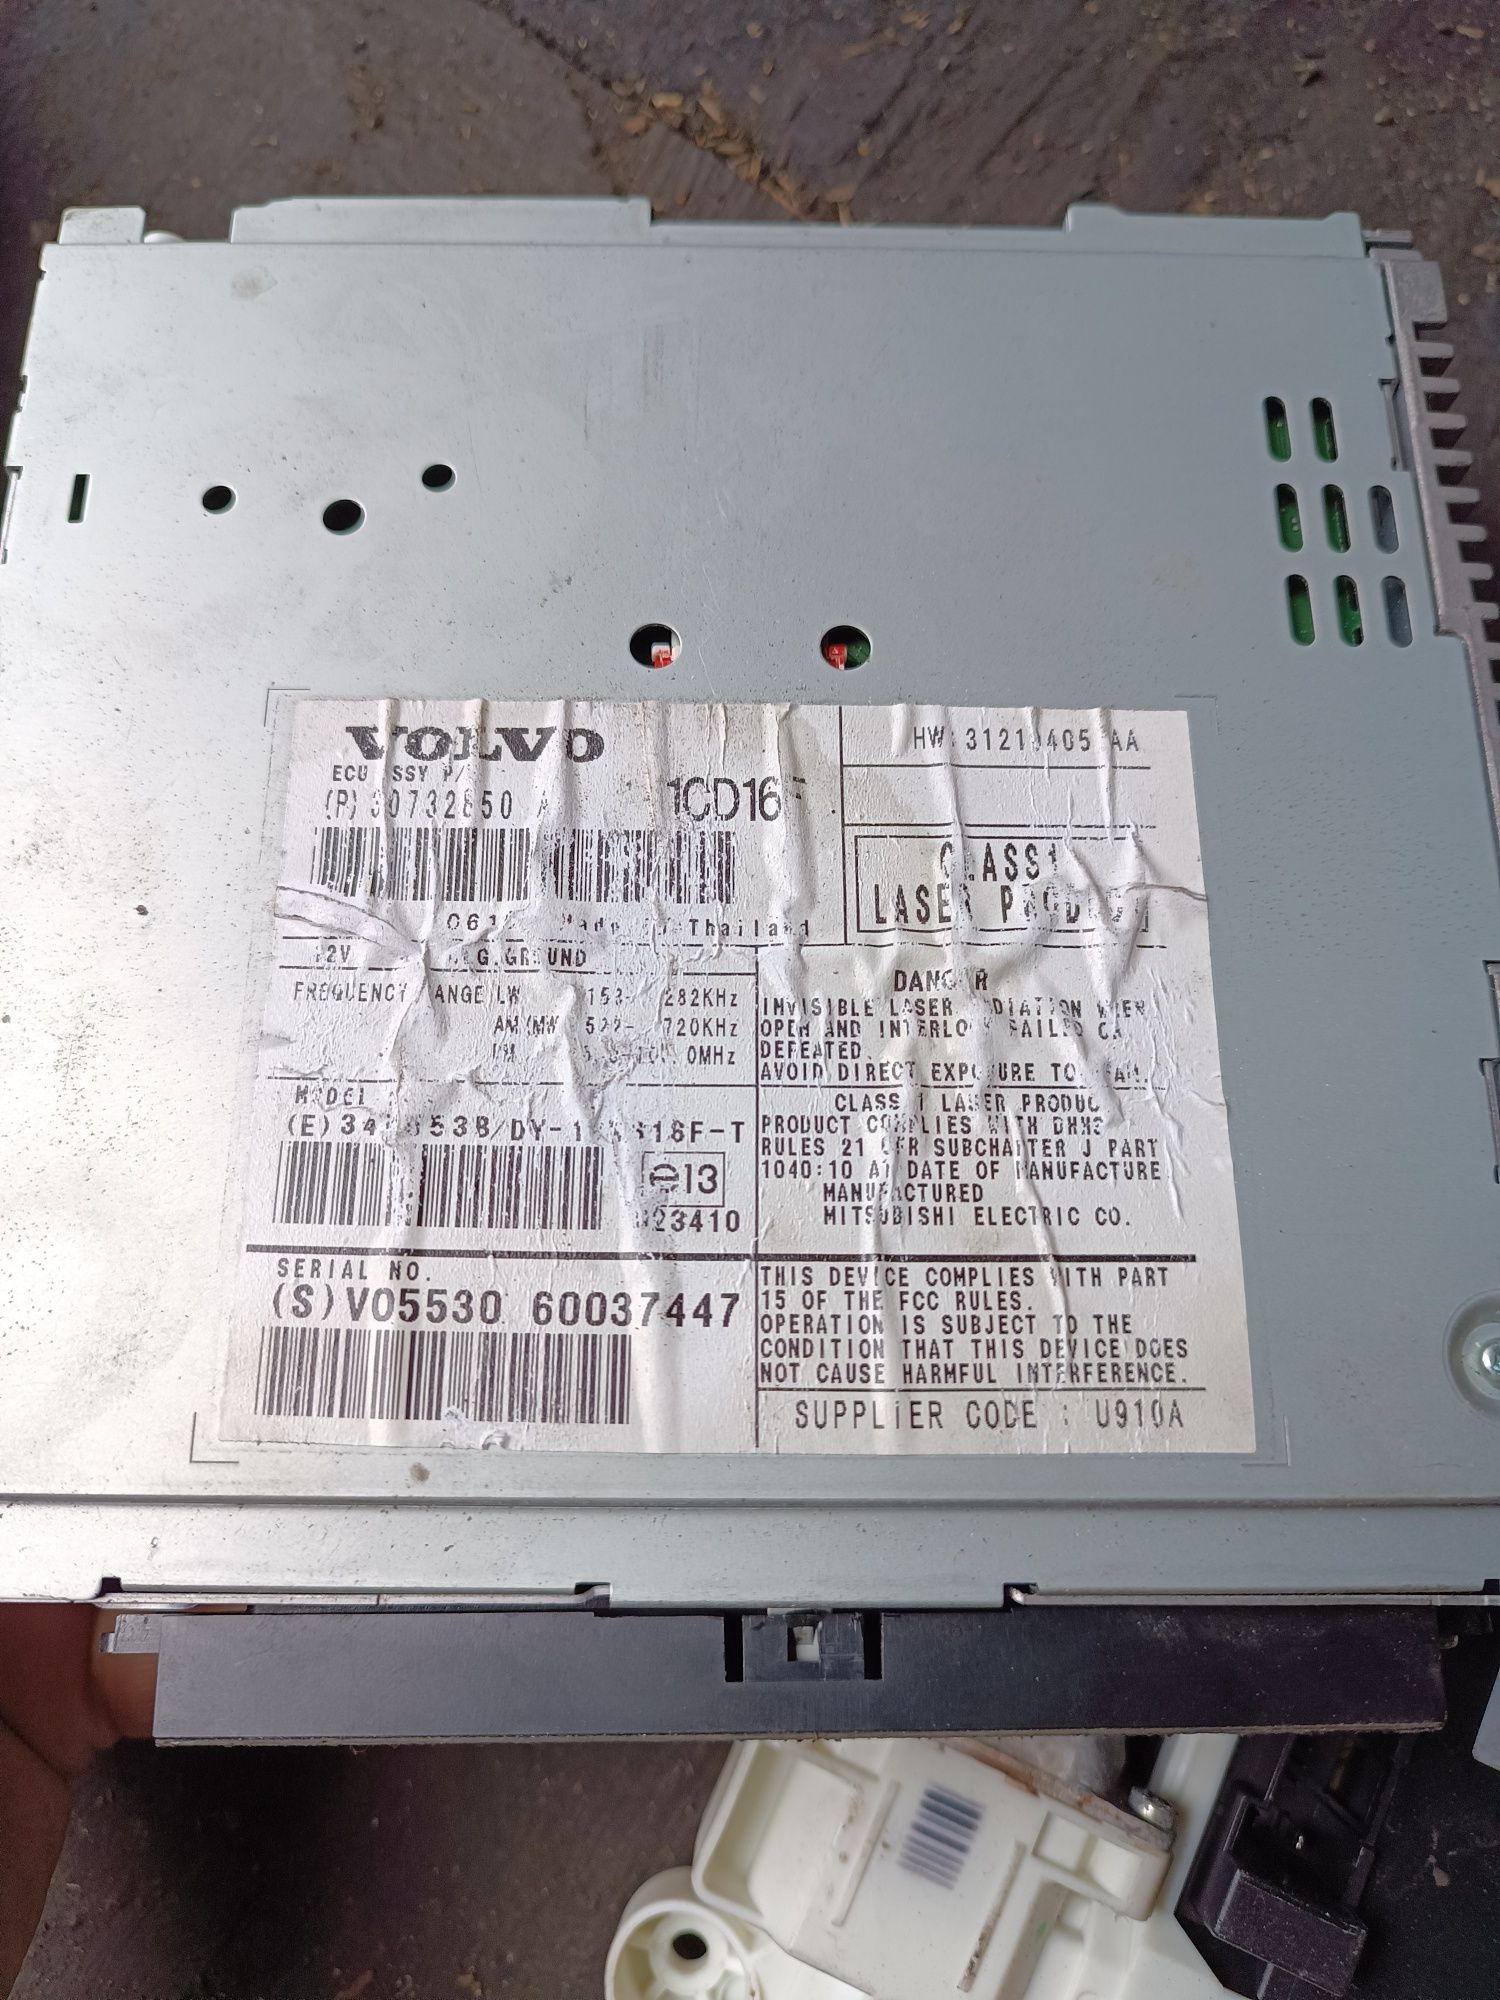 VOLVO
HW 31210405 AA
ECU ASSY P/
(P) 30732850 A
1CD16F
CLASS1
LASER PRODUCT
Made in Thailand
12V NEG.GROUND
FREQUENCY RANGE LW 153- 282KHz
AM(MW 522- 720KHz
FM 0MHz
MODEL
(E) F-T
e13
023410
SERIAL NO.
(S) V05530 60037447
DANGER
INVISIBLE LASER RADIATION WHEN
OPEN AND INTERLOCK FAILED OR
DEFEATED.
AVOID DIRECT EXPOSURE TO BEAM.
CLASS 1 LASER PRODUCT
PRODUCT COMPLIES WITH DHHS
RULES 21 CFR SUBCHAPTER J PART
1040:10 AT DATE OF MANUFACTURE
MANUFACTURED
MITSUBISHI ELECTRIC CO.
THIS DEVICE COMPLIES WITH PART
15 OF THE FCC RULES.
OPERATION IS SUBJECT TO THE
CONDITION THAT THIS DEVICE DOES
NOT CAUSE HARMFUL INTERFERENCE.
SUPPLIER CODE : U910A